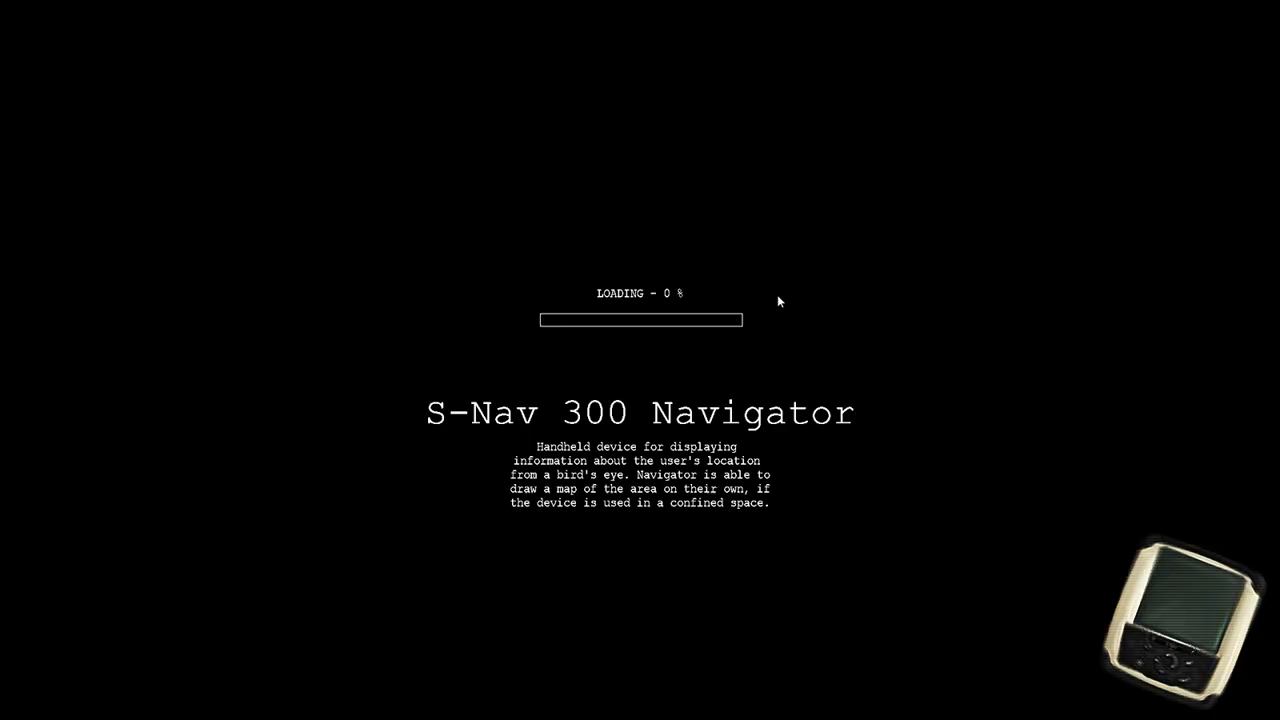 LOADING - 0 %
S-Nav 300 Navigator
Handheld device for displaying
information about the user's location
from a bird's eye. Navigator is able to
draw a map of the area on their own, if
the device is used in a confined space.